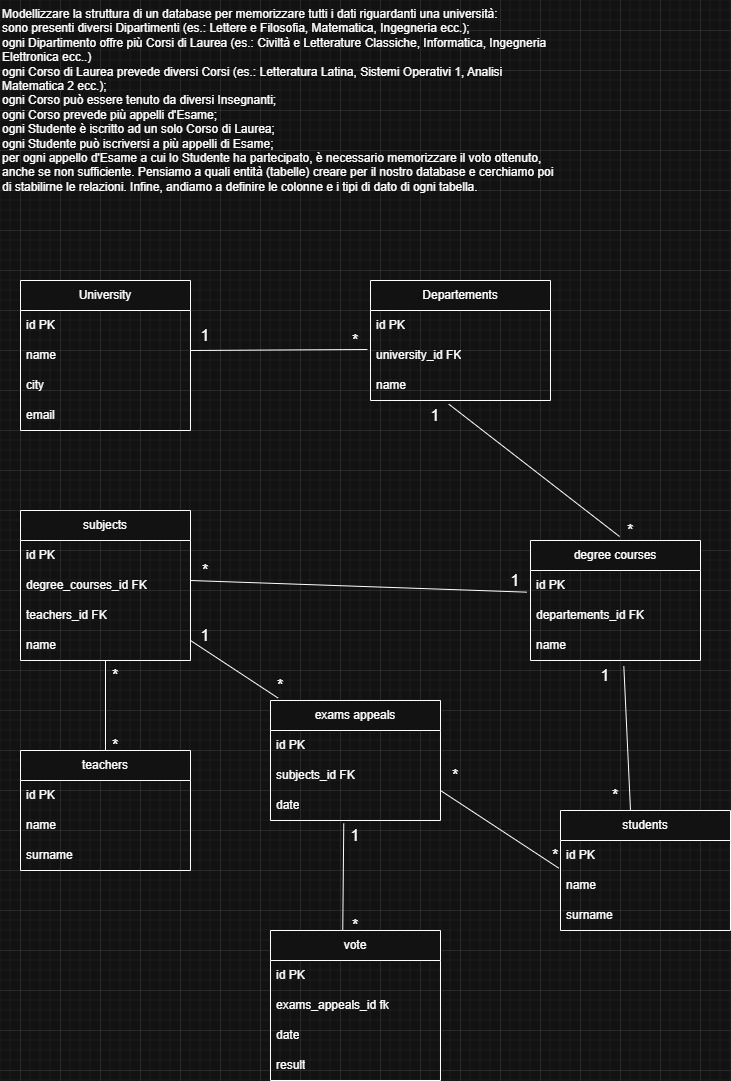 Modellizzare la struttura di un database per memorizzare tutti i dati riguardanti una università:
sono presenti diversi Dipartimenti (es.: Lettere e Filosofia, Matematica, Ingegneria ecc.);
ogni Dipartimento offre più Corsi di Laurea (es.: Civiltà e Letterature Classiche, Informatica, Ingegneria
Elettronica ecc..)
ogni Corso di Laurea prevede diversi Corsi (es.: Letteratura Latina, Sistemi Operativi 1, Analisi
Matematica 2 ecc.);
ogni Corso può essere tenuto da diversi Insegnanti;
ogni Corso prevede più appelli d'Esame;
ogni Studente è iscritto ad un solo Corso di Laurea;
ogni Studente può iscriversi a più appelli di Esame;
per ogni appello d'Esame a cui lo Studente ha partecipato, è necessario memorizzare il voto ottenuto,
anche se non sufficiente. Pensiamo a quali entità (tabelle) creare per il nostro database e cerchiamo poi
di stabilirne le relazioni. Infine, andiamo a definire le colonne e i tipi di dato di ogni tabella.
University
id PK
name
city
email
1
*
Departements
id PK
university_id FK
name
1
*
subjects
id PK
degree_courses_id FK
teachers_id FK
name
*
1
degree courses
id PK
departements_id FK
name
1
*
1
*
*
*
teachers
id PK
name
surname
exams appeals
id PK
subjects_id FK
date
*
*
1
*
students
id PK
name
surname
vote
id PK
exams_appeals_id fk
date
result